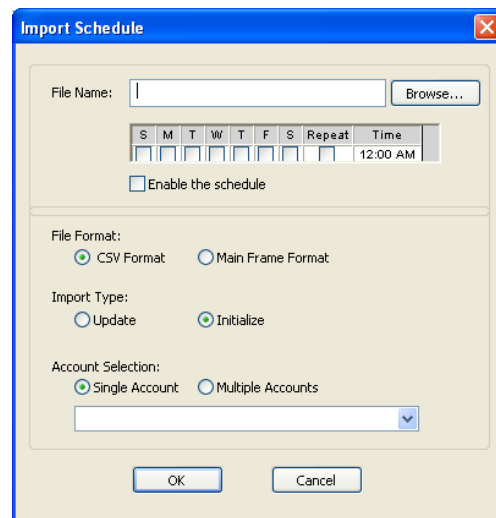 Import Schedule
File Name:
Browse...
S M T W T F S Repeat Time
12:00 AM
Enable the schedule
File Format:
CSV Format Main Frame Format
Import Type:
Update Initialize
Account Selection:
Single Account Multiple Accounts
OK Cancel